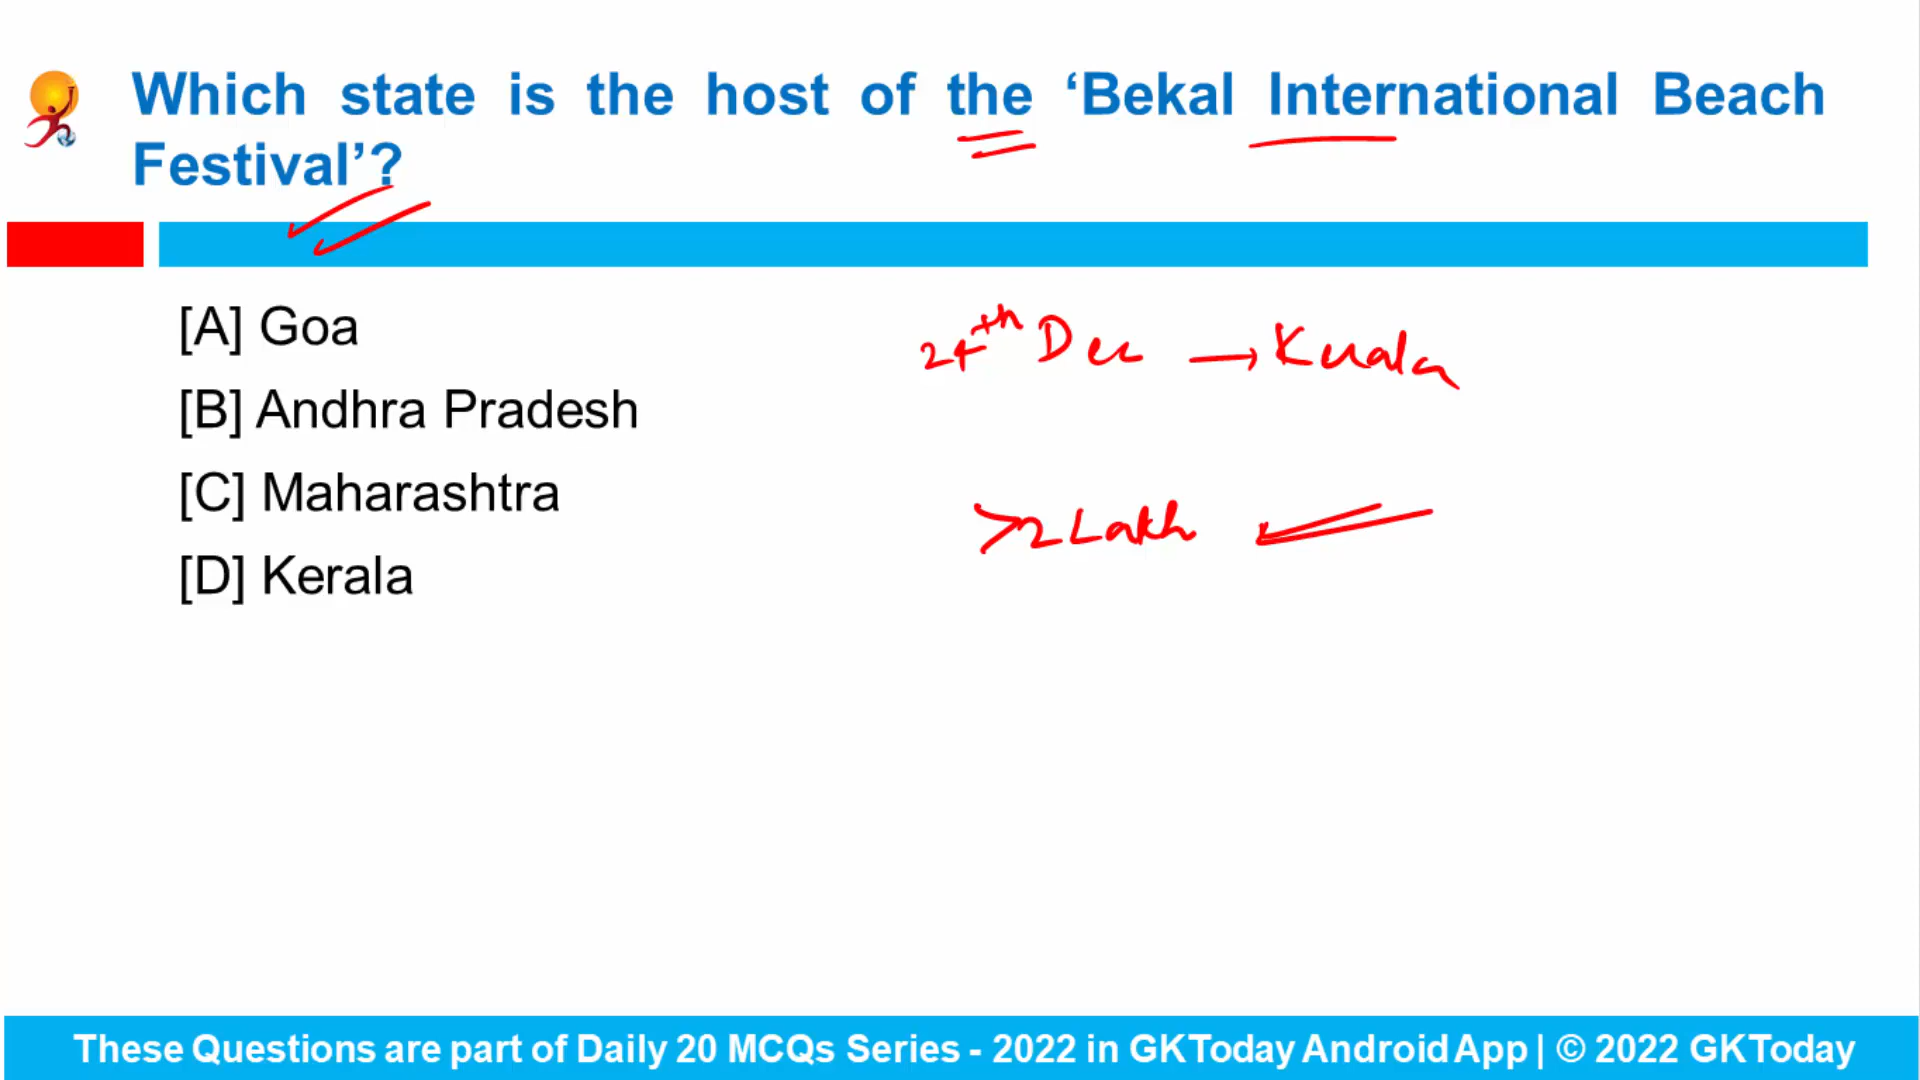 Which state is the host of the ‘Bekal International Beach
Festival’?
[A] Goa
[B] Andhra Pradesh
[C] Maharashtra
[D] Kerala
24th Dec → Kerala
>2 Lakh
These Questions are part of Daily 20 MCQs Series - 2022 in GKToday Android App | © 2022 GKToday